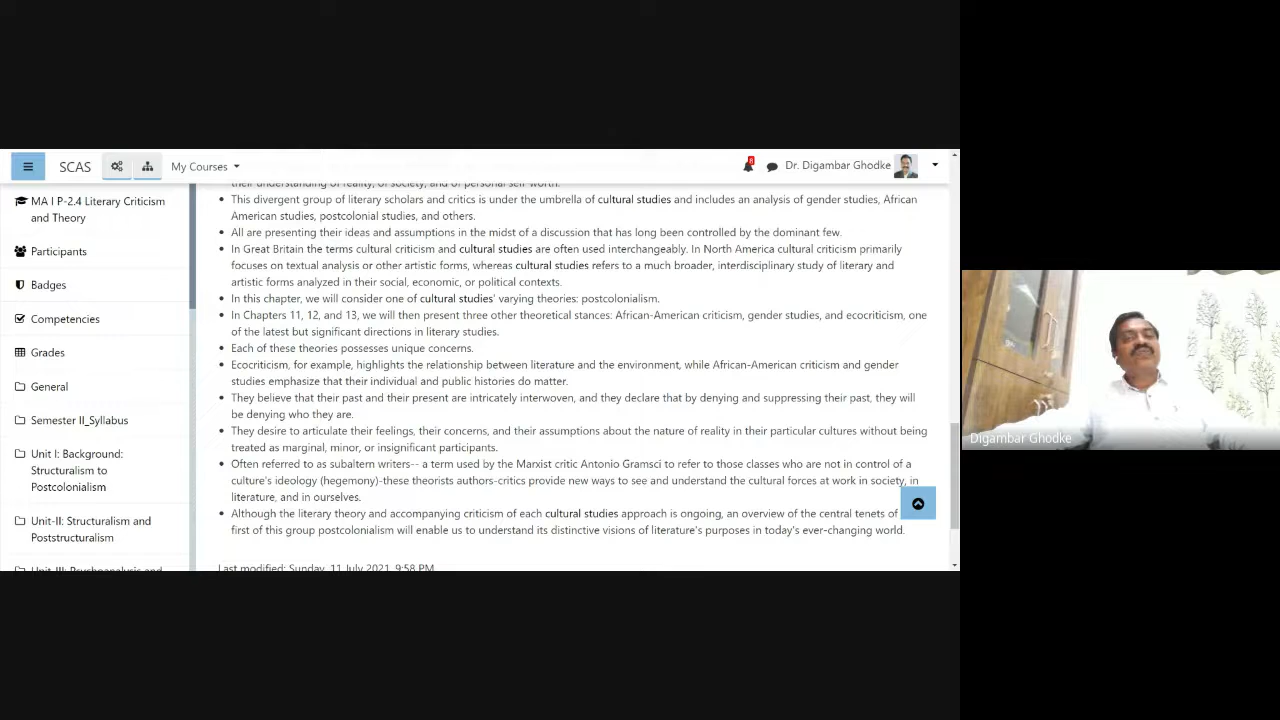 SCAS
My Courses
6
Dr. Digambar Ghodke
MA I P-2.4 Literary Criticism
and Theory
Participants
Badges
Competencies
Grades
General
Semester II_Syllabus
Unit I: Background:
Structuralism to
Postcolonialism
Unit-II: Structuralism and
Poststructuralism
Unit-III: Psychoanalysis and
their understanding of reality, of society, and of personal self-worth.
This divergent group of literary scholars and critics is under the umbrella of cultural studies and includes an analysis of gender studies, African
American studies, postcolonial studies, and others.
All are presenting their ideas and assumptions in the midst of a discussion that has long been controlled by the dominant few.
In Great Britain the terms cultural criticism and cultural studies are often used interchangeably. In North America cultural criticism primarily
focuses on textual analysis or other artistic forms, whereas cultural studies refers to a much broader, interdisciplinary study of literary and
artistic forms analyzed in their social, economic, or political contexts.
In this chapter, we will consider one of cultural studies' varying theories: postcolonialism.
In Chapters 11, 12, and 13, we will then present three other theoretical stances: African-American criticism, gender studies, and ecocriticism, one
of the latest but significant directions in literary studies.
Each of these theories possesses unique concerns.
Ecocriticism, for example, highlights the relationship between literature and the environment, while African-American criticism and gender
studies emphasize that their individual and public histories do matter.
They believe that their past and their present are intricately interwoven, and they declare that by denying and suppressing their past, they will
be denying who they are.
They desire to articulate their feelings, their concerns, and their assumptions about the nature of reality in their particular cultures without being
treated as marginal, minor, or insignificant participants.
Often referred to as subaltern writers-- a term used by the Marxist critic Antonio Gramsci to refer to those classes who are not in control of a
culture's ideology (hegemony)-these theorists authors-critics provide new ways to see and understand the cultural forces at work in society, in
literature, and in ourselves.
Although the literary theory and accompanying criticism of each cultural studies approach is ongoing, an overview of the central tenets of
first of this group postcolonialism will enable us to understand its distinctive visions of literature's purposes in today's ever-changing world.
Last modified: Sunday, 11 July 2021, 9:58 PM
Digambar Ghodke